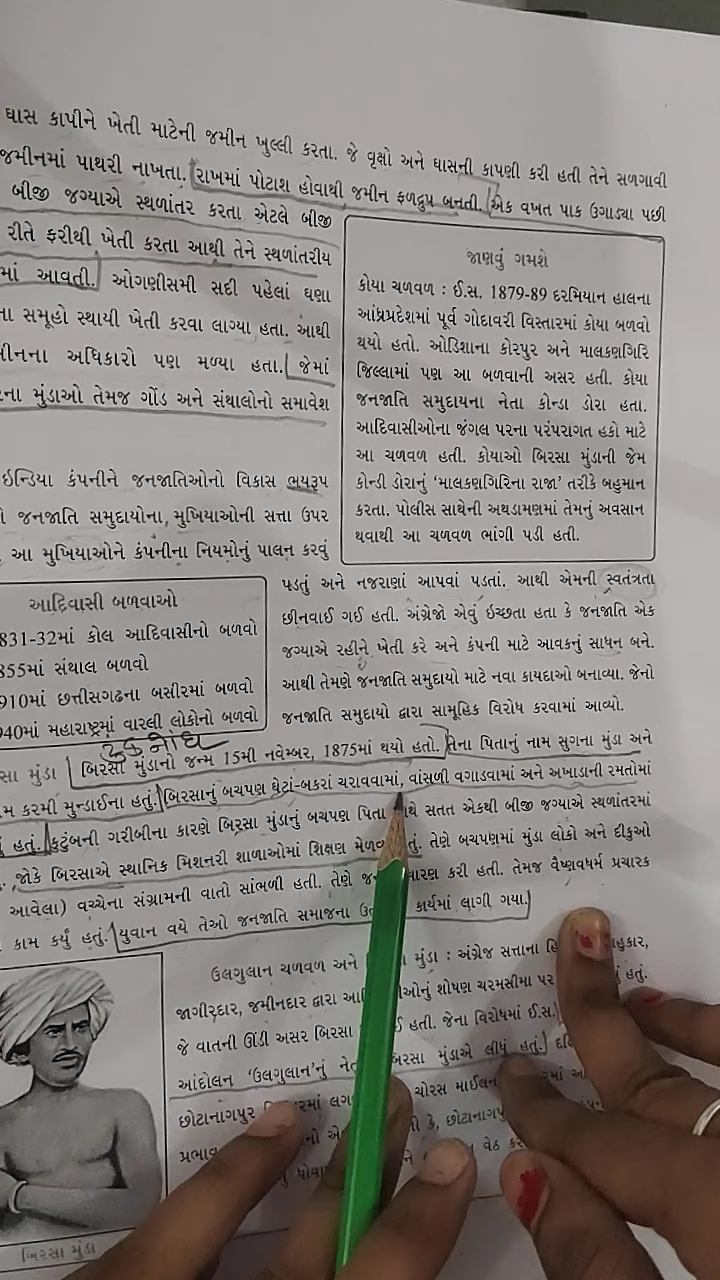 ઘાસ કાપીને ખેતી માટેની જમીન ખુલ્લી કરતા. જે વૃક્ષો અને ઘાસની કાપણી કરી હતી તેને સળગાવી
જમીનમાં પાથરી નાખતા. રાખમાં પોટાશ હોવાથી જમીન ફળદ્રુપ બનતી. એક વખત પાક ઉગાડ્યા પછી
બીજી જગ્યાએ સ્થળાંતર કરતા એટલે બીજી
રીતે ફરીથી ખેતી કરતા આથી તેને સ્થળાંતરીય
માં આવતી. ઓગણીસમી સદી પહેલાં ઘણા
ના સમૂહો સ્થાયી ખેતી કરવા લાગ્યા હતા. આથી
મીનના અધિકારો પણ મળ્યા હતા. જેમાં
ના મુંડાઓ તેમજ ગોંડ અને સંથાલોનો સમાવેશ
જાણવું ગમશે
કોયા ચળવળ : ઈ.સ. 1879-89 દરમિયાન હાલના
આંધ્રપ્રદેશમાં પૂર્વ ગોદાવરી વિસ્તારમાં કોયા બળવો
થયો હતો. ઓડિશાના કોરપુર અને માલકણગિરિ
જિલ્લામાં પણ આ બળવાની અસર હતી. કોયા
જનજાતિ સમુદાયના નેતા કોન્ડા ડોરા હતા.
આદિવાસીઓના જંગલ પરના પરંપરાગત હકો માટે
આ ચળવળ હતી. કોયાઓ બિરસા મુંડાની જેમ
કોન્ડી ડોરાનું ‘માલકણગિરિના રાજા’ તરીકે બહુમાન
કરતા. પોલીસ સાથેની અથડામણમાં તેમનું અવસાન
થવાથી આ ચળવળ ભાંગી પડી હતી.
ઇન્ડિયા કંપનીને જનજાતિઓનો વિકાસ ભયરૂપ
જનજાતિ સમુદાયોના, મુખિયાઓની સત્તા ઉપર
આ મુખિયાઓને કંપનીના નિયમોનું પાલન કરવું
પડતું અને નજરાણાં આપવાં પડતાં. આથી એમની સ્વતંત્રતા
છીનવાઈ ગઈ હતી. અંગ્રેજો એવું ઇચ્છતા હતા કે જનજાતિ એક
જગ્યાએ રહીને ખેતી કરે અને કંપની માટે આવકનું સાધન બને.
આથી તેમણે જનજાતિ સમુદાયો માટે નવા કાયદાઓ બનાવ્યા. જેનો
જનજાતિ સમુદાયો દ્વારા સામૂહિક વિરોધ કરવામાં આવ્યો.
આદિવાસી બળવાઓ
831-32માં કોલ આદિવાસીનો બળવો
855માં સંથાલ બળવો
910માં છત્તીસગઢના બસીરમાં બળવો
940માં મહારાષ્ટ્રમાં વારલી લોકોનો બળવો
ટુંક નોંધ
સા મુંડા બિરસા મુંડાનો જન્મ 15મી નવેમ્બર, 1875માં થયો હતો. તેના પિતાનું નામ સુગના મુંડા અને
મ કરમી મુન્ડાઈના હતું. બિરસાનું બચપણ ઘેટાં-બકરાં ચરાવવામાં, વાંસળી વગાડવામાં અને અખાડાની રમતોમાં
હતું. કુટુંબની ગરીબીના કારણે બિરસા મુંડાનું બચપણ પિતા સાથે સતત એકથી બીજી જગ્યાએ સ્થળાંતરમાં
જોકે બિરસાએ સ્થાનિક મિશનરી શાળાઓમાં શિક્ષણ મેળવ તું. તેણે બચપણમાં મુંડા લોકો અને દીકુઓ
આવેલા) વચ્ચેના સંગ્રામની વાતો સાંભળી હતી. તેણે જન ધારણ કરી હતી. તેમજ વૈષ્ણવધર્મ પ્રચારક
કામ કર્યું હતું. યુવાન વયે તેઓ જનજાતિ સમાજના કાર્યમાં લાગી ગયા.
ઉલગુલાન ચળવળ અને મુંડા : અંગ્રેજ સત્તાના
જાગીરદાર, જમીનદાર દ્વારા શોષણ ચરમસીમા પર હતું.
જે વાતની ઊંડી અસર બિરસા હતી. જેના વિરોધમાં ઈ.સ.
આંદોલન ‘ઉલગુલાન’નું બિરસા મુંડાએ લીધું હતું.
છોટાનાગપુર ચોરસ માઈલ
પ્રભાવ કે,
વેઠ
બિરસા મુંડા